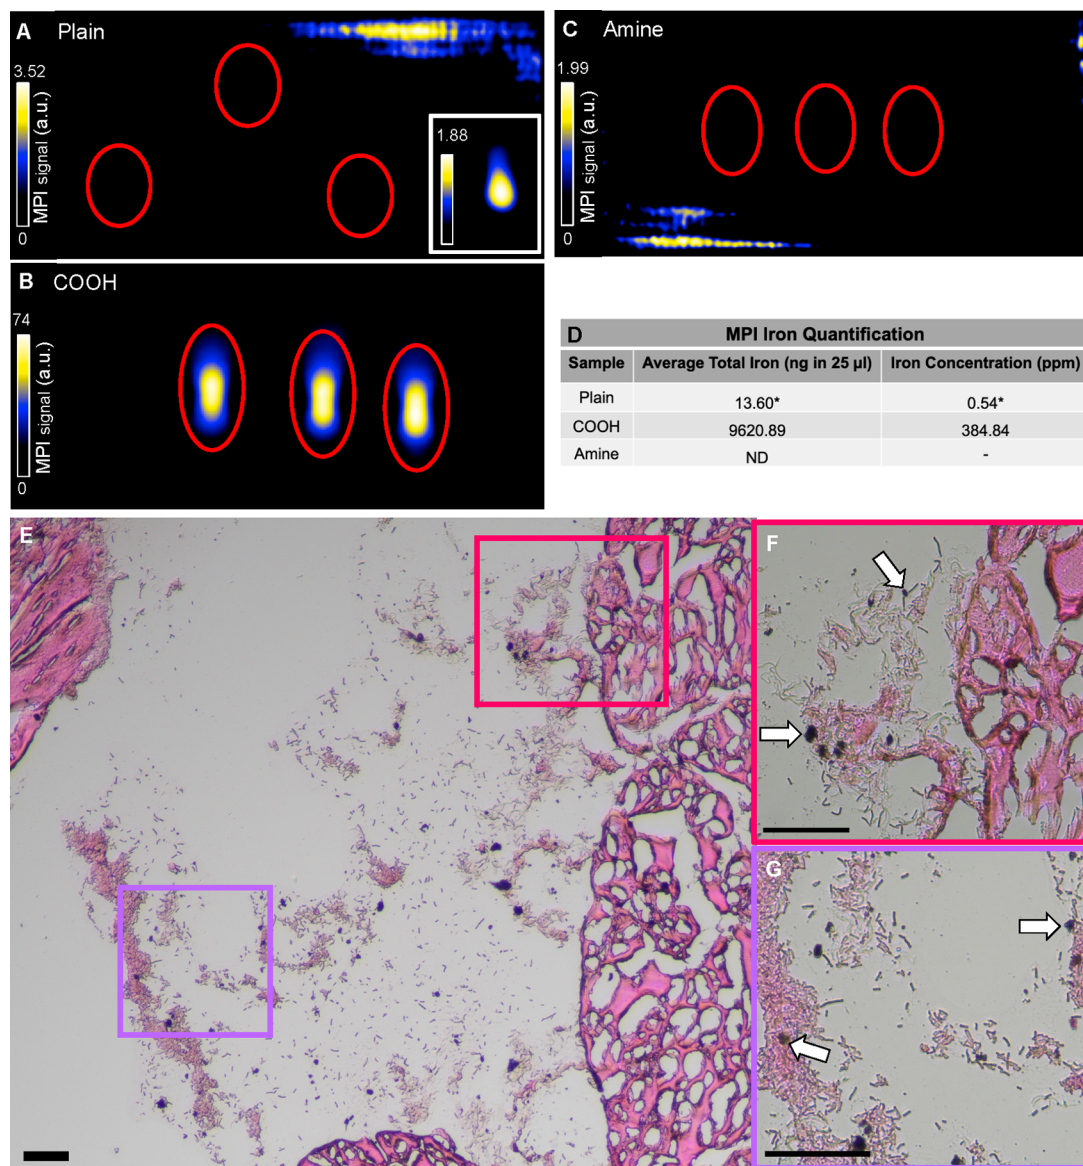 A Plain
3.52
MPI signal (a.u.)
0
1.88
C Amine
1.99
MPI signal (a.u.)
0
B COOH
74
MPI signal (a.u.)
0
D MPI Iron Quantification
Sample Average Total Iron (ng in 25 µl) Iron Concentration (ppm)
Plain 13.60* 0.54*
COOH 9620.89 384.84
Amine ND -
E
F
G